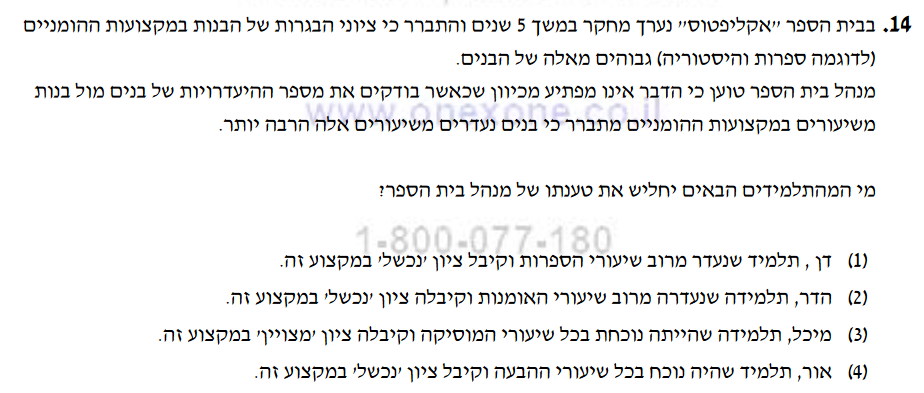 14. בבית הספר ״אקליפטוס״ נערך מחקר במשך 5 שנים והתברר כי ציוני הבגרות של הבנות במקצועות ההומניים
(לדוגמה ספרות והיסטוריה) גבוהים מאלה של הבנים.
מנהל בית הספר טוען כי הדבר אינו מפתיע מכיוון שכאשר בודקים את מספר ההיעדרויות של בנים מול בנות
www.onexone.co.il
משיעורים במקצועות ההומניים מתברר כי בנים נעדרים משיעורים אלה הרבה יותר.
מי המהתלמידים הבאים יחליש את טענתו של מנהל בית הספר?
1-800-077-180
(1) דן , תלמיד שנעדר מרוב שיעורי הספרות וקיבל ציון ׳נכשל׳ במקצוע זה.
(2) הדר, תלמידה שנעדרה מרוב שיעורי האומנות וקיבלה ציון ׳נכשל׳ במקצוע זה.
(3) מיכל, תלמידה שהייתה נוכחת בכל שיעורי המוסיקה וקיבלה ציון ׳מצויין׳ במקצוע זה.
(4) אור, תלמיד שהיה נוכח בכל שיעורי ההבעה וקיבל ציון ׳נכשל׳ במקצוע זה.